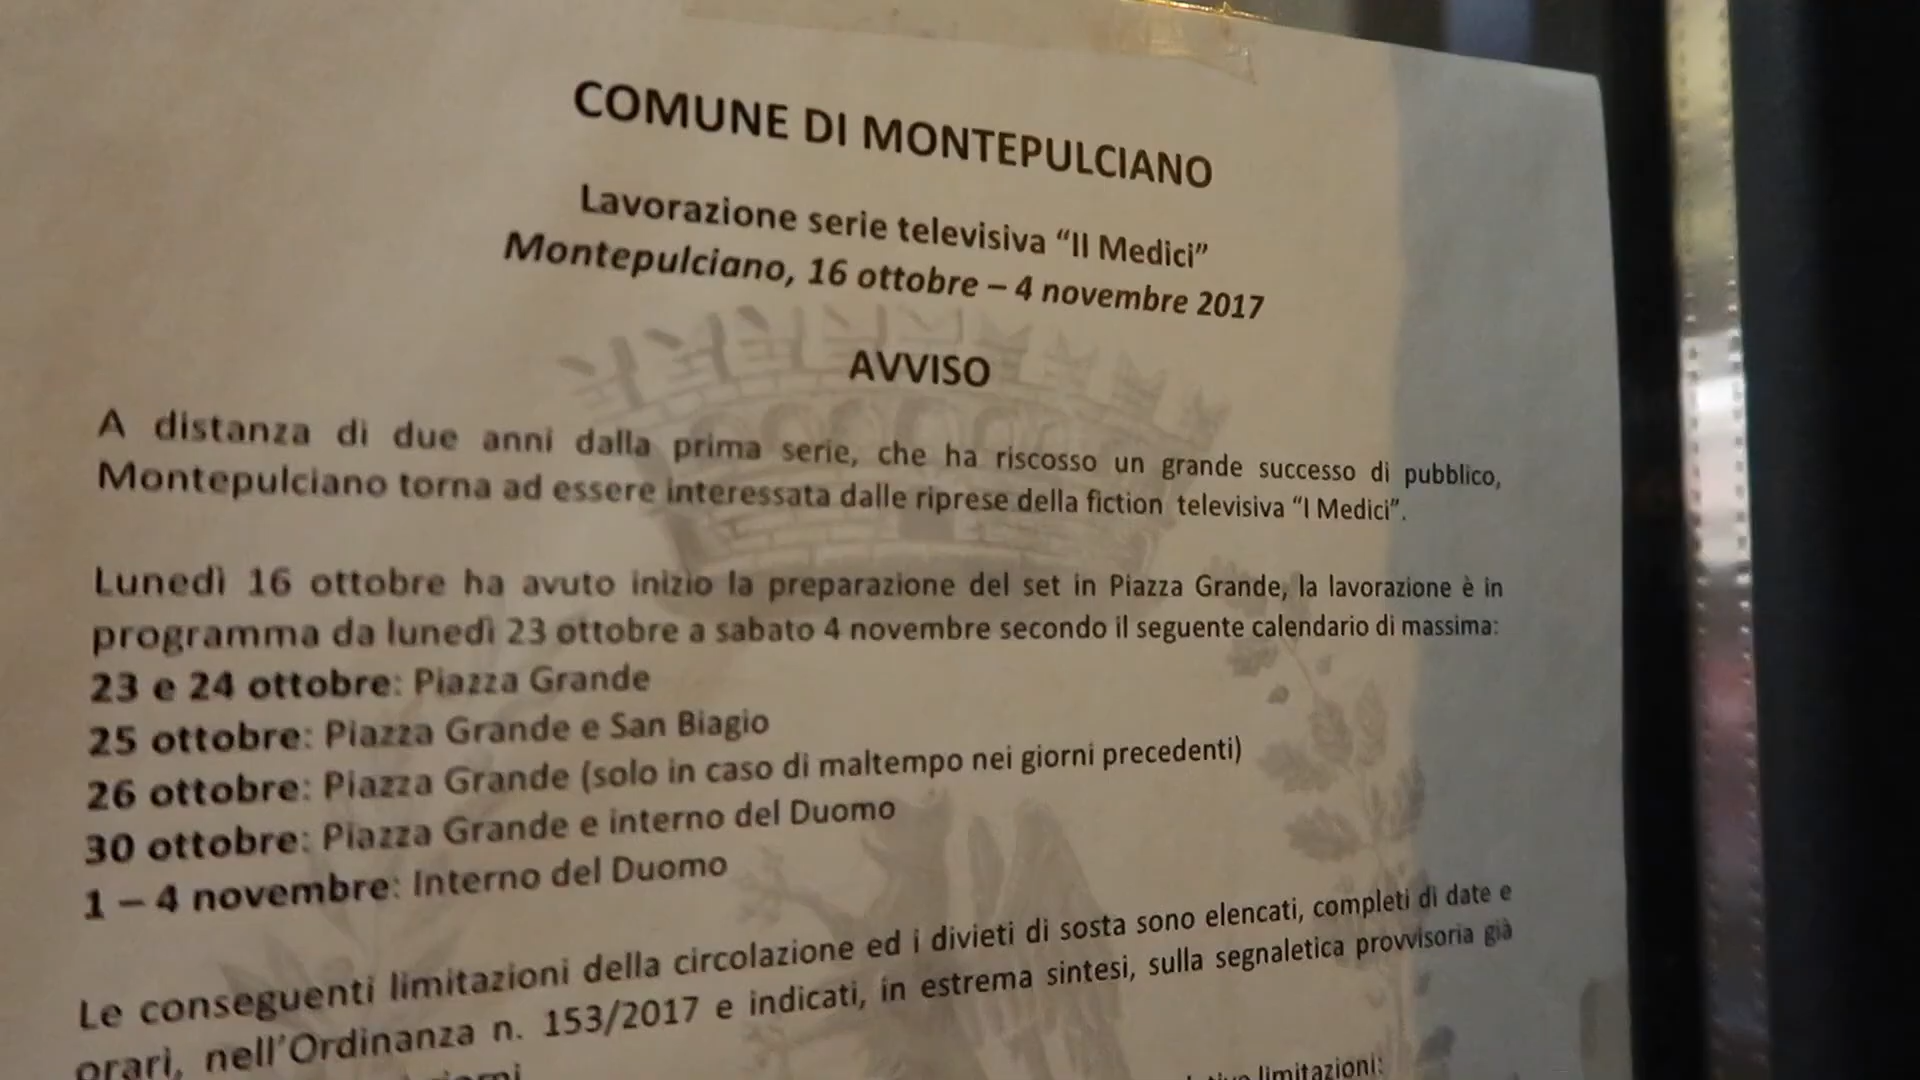 COMUNE DI MONTEPULCIANO
Lavorazione serie televisiva “Il Medici”
Montepulciano, 16 ottobre – 4 novembre 2017
AVVISO
A distanza di due anni dalla prima serie, che ha riscosso un grande successo di pubblico,
Montepulciano torna ad essere interessata dalle riprese della fiction televisiva “I Medici”.
Lunedì 16 ottobre ha avuto inizio la preparazione del set in Piazza Grande, la lavorazione è in
programma da lunedì 23 ottobre a sabato 4 novembre secondo il seguente calendario di massima:
23 e 24 ottobre: Piazza Grande
25 ottobre: Piazza Grande e San Biagio
26 ottobre: Piazza Grande (solo in caso di maltempo nei giorni precedenti)
30 ottobre: Piazza Grande e interno del Duomo
1 – 4 novembre: Interno del Duomo
Le conseguenti limitazioni della circolazione ed i divieti di sosta sono elencati, completi di date e
orari, nell’Ordinanza n. 153/2017 e indicati, in estrema sintesi, sulla segnaletica provvisoria già
limitazioni: